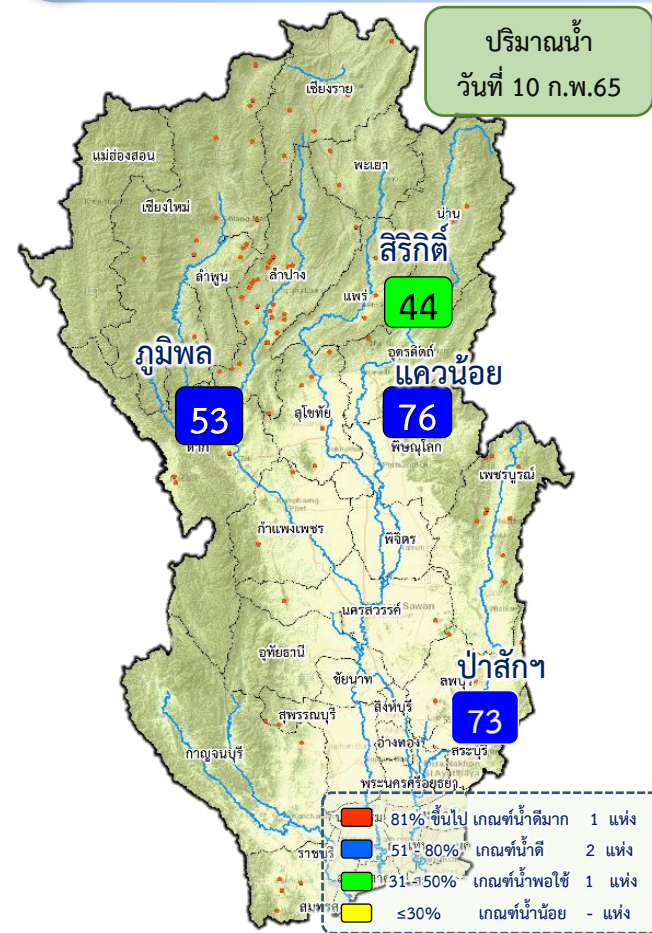 ปริมาณน้ำ
วันที่ 10 ก.พ.65
เชียงราย
แม่ฮ่องสอน
พะเยา
เชียงใหม่
น่าน
สิริกิติ์
ลำพูน
ลำปาง
แพร่
44
อุตรดิตถ์
ภูมิพล
แควน้อย
53
สุโขทัย
76
ตาก
พิษณุโลก
เพชรบูรณ์
กำแพงเพชร
พิจิตร
นครสวรรค์
Sawan
อุทัยธานี
ป่าสักฯ
ชัยนาท
ลพบุรี
สิงห์บุรี
สุพรรณบุรี
73
อ่างทอง
สระบุรี
กาญจนบุรี
พระนครศรีอยุธยา
81% ขึ้นไป เกณฑ์น้ำดีมาก 1 แห่ง
51 - 80% เกณฑ์น้ำดี 2 แห่ง
ราชบุรี
31 - 50% เกณฑ์น้ำพอใช้ 1 แห่ง
≤30% เกณฑ์น้ำน้อย - แห่ง